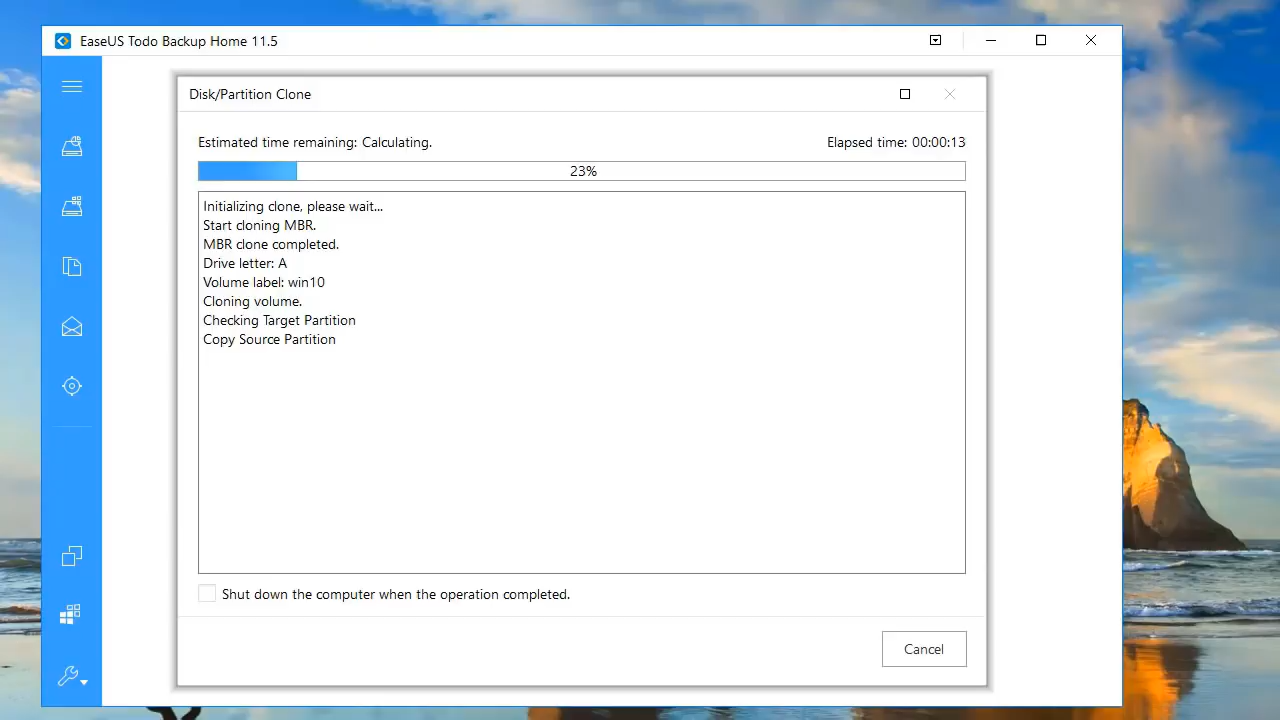 EaseUS Todo Backup Home 11.5
Disk/Partition Clone
Estimated time remaining: Calculating.
Elapsed time: 00:00:13
23%
Initializing clone, please wait...
Start cloning MBR.
MBR clone completed.
Drive letter: A
Volume label: win10
Cloning volume.
Checking Target Partition
Copy Source Partition
Shut down the computer when the operation completed.
Cancel